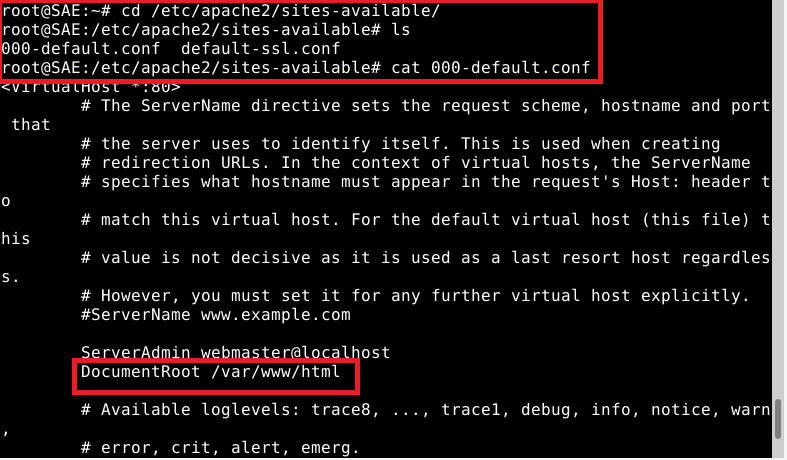 root@SAE:~# cd /etc/apache2/sites-available/
root@SAE:/etc/apache2/sites-available# ls
000-default.conf  default-ssl.conf
root@SAE:/etc/apache2/sites-available# cat 000-default.conf
<VirtualHost *:80>
        # The ServerName directive sets the request scheme, hostname and port
 that
        # the server uses to identify itself. This is used when creating
        # redirection URLs. In the context of virtual hosts, the ServerName
        # specifies what hostname must appear in the request's Host: header t
o
        # match this virtual host. For the default virtual host (this file) t
his
        # value is not decisive as it is used as a last resort host regardles
s.
        # However, you must set it for any further virtual host explicitly.
        #ServerName www.example.com

        ServerAdmin webmaster@localhost
        DocumentRoot /var/www/html

        # Available loglevels: trace8, ..., trace1, debug, info, notice, warn
,
        # error, crit, alert, emerg.